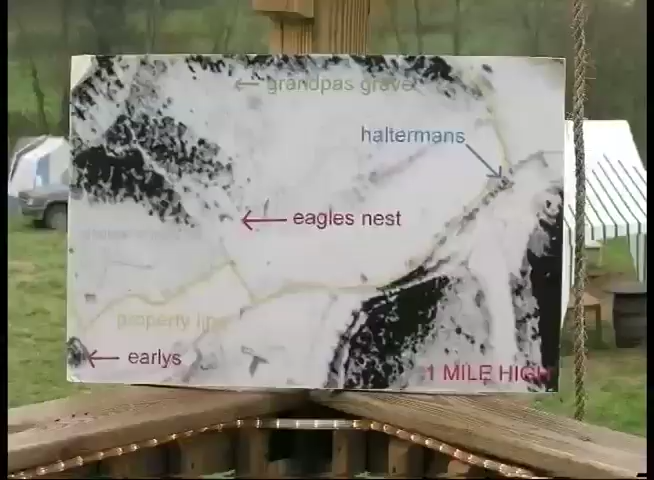 grandpas grave
haltermans
eagles nest
property line
earlys
1 MILE HIGH